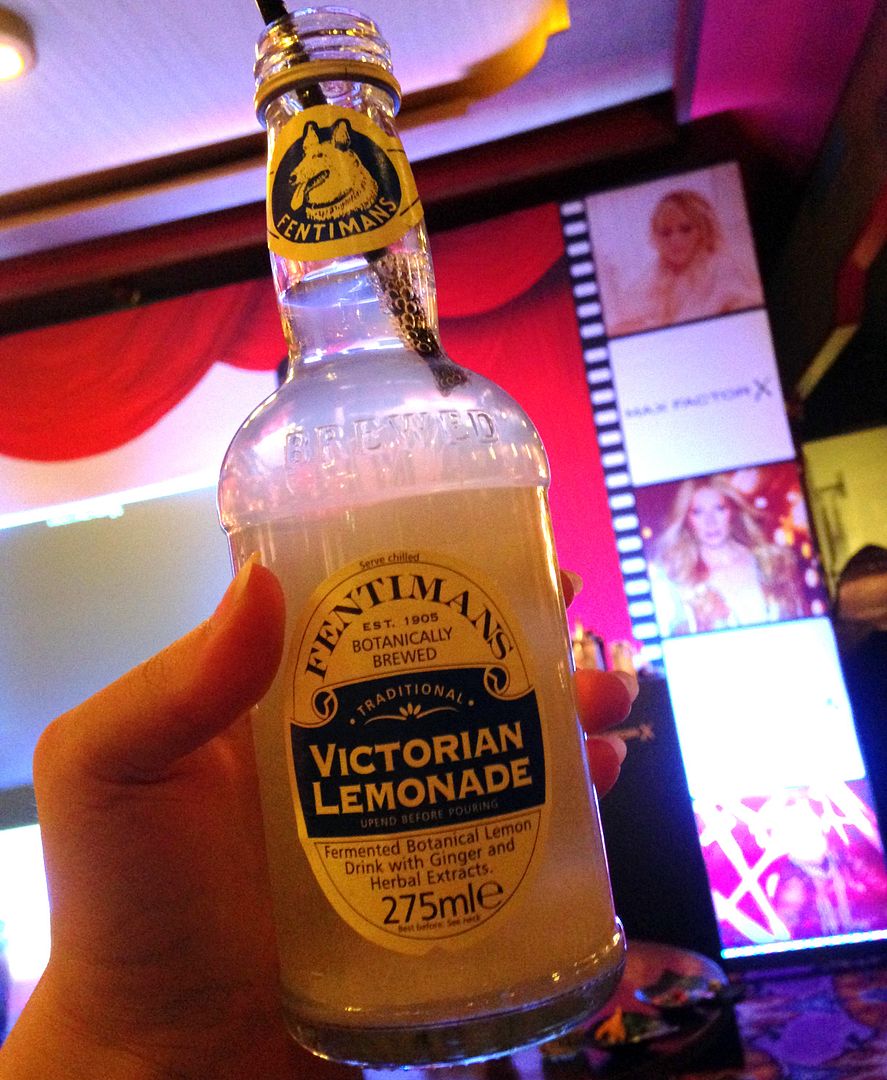 FENTIMANS
BREWED
Serve chilled
FENTIMANS
EST. 1905
BOTANICALLY
BREWED
TRADITIONAL
VICTORIAN
LEMONADE
UPEND BEFORE POURING
Fermented Botanical Lemon
Drink with Ginger and
Herbal Extracts.
275ml℮
Best before: See neck
MAX FACTOR X